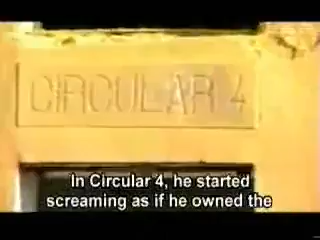 CIRCULAR 4
In Circular 4, he started
screaming as if he owned the